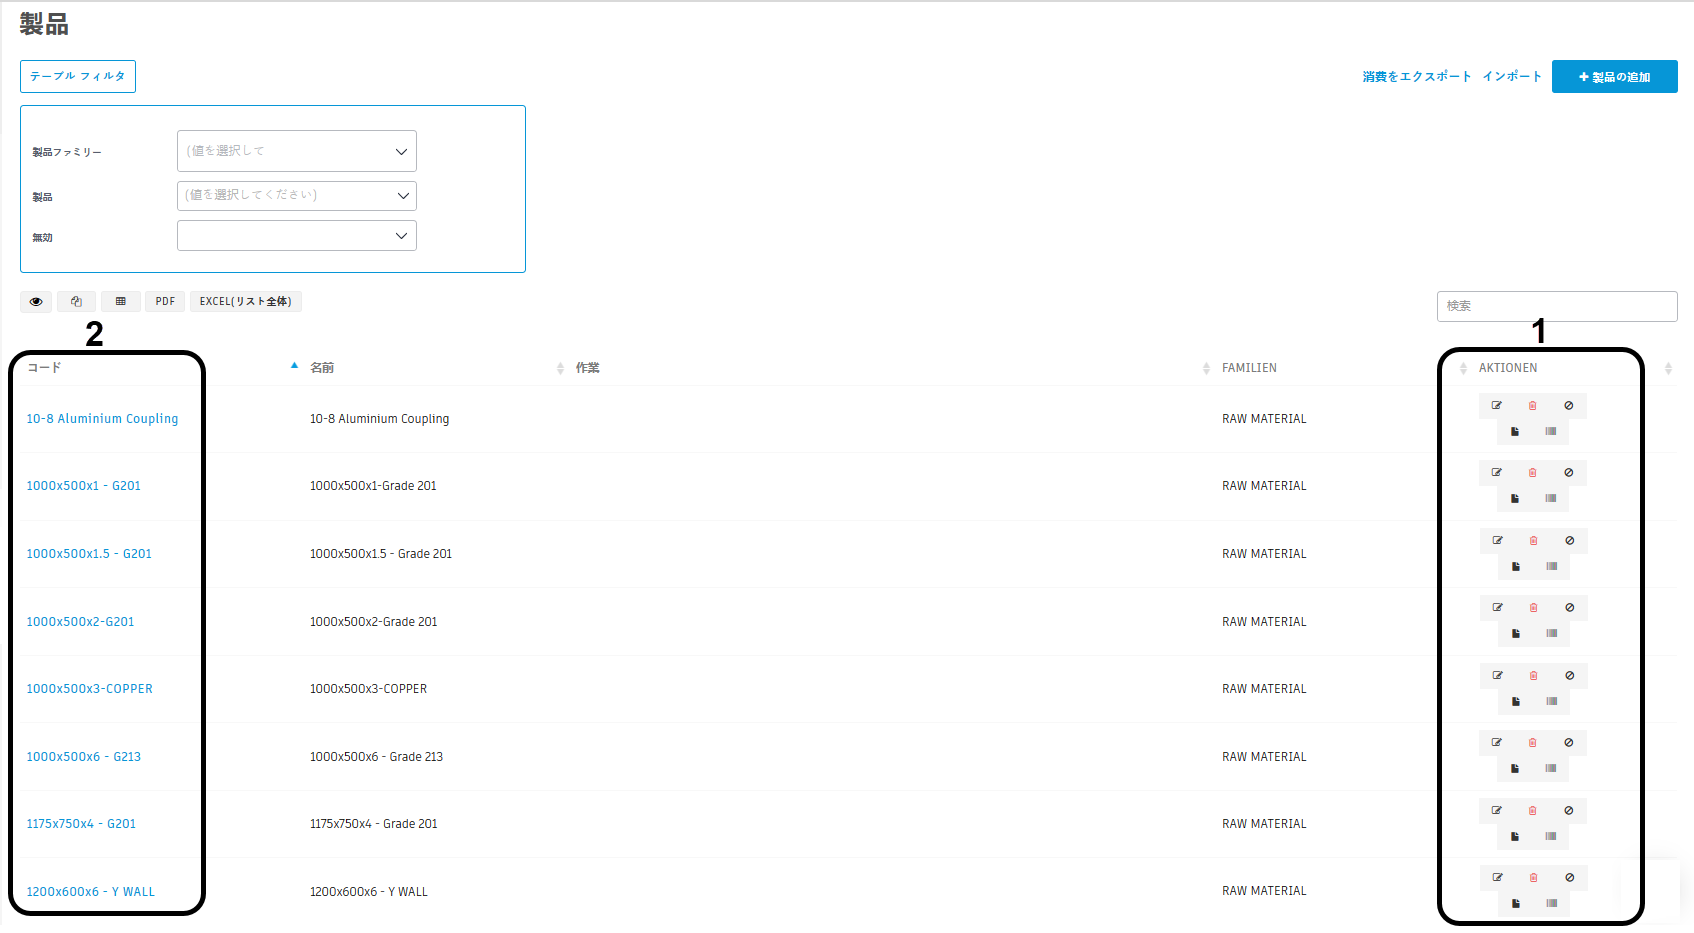 製品
テーブル フィルタ
消費をエクスポート インポート + 製品の追加
製品ファミリー (値を選択して
製品 (値を選択してください)
無効
PDF EXCEL(リスト全体)
検索
2 1
コード 名前 作業 FAMILIEN AKTIONEN
10-8 Aluminium Coupling 10-8 Aluminium Coupling RAW MATERIAL
1000x500x1 - G201 1000x500x1-Grade 201 RAW MATERIAL
1000x500x1.5 - G201 1000x500x1.5 - Grade 201 RAW MATERIAL
1000x500x2-G201 1000x500x2-Grade 201 RAW MATERIAL
1000x500x3-COPPER 1000x500x3-COPPER RAW MATERIAL
1000x500x6 - G213 1000x500x6 - Grade 213 RAW MATERIAL
1175x750x4 - G201 1175x750x4 - Grade 201 RAW MATERIAL
1200x600x6 - Y WALL 1200x600x6 - Y WALL RAW MATERIAL